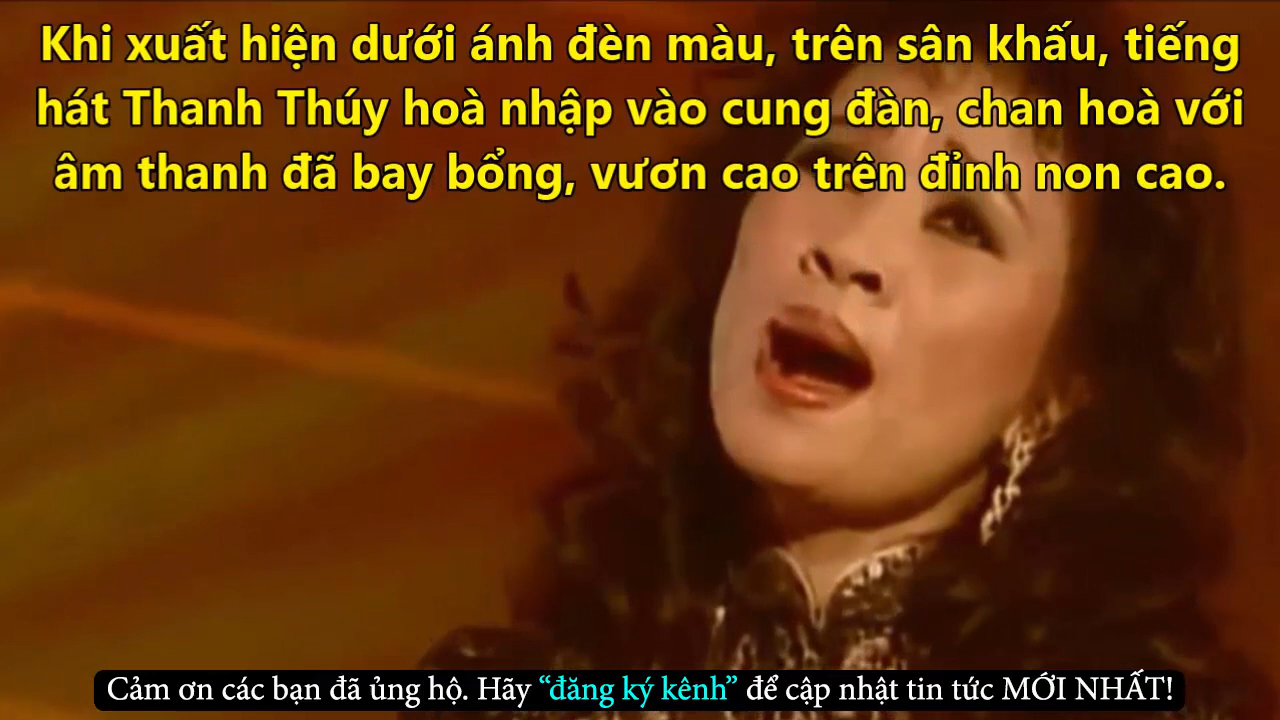 Khi xuất hiện dưới ánh đèn màu, trên sân khấu, tiếng
hát Thanh Thúy hoà nhập vào cung đàn, chan hoà với
âm thanh đã bay bổng, vươn cao trên đỉnh non cao.
Cảm ơn các bạn đã ủng hộ. Hãy “đăng ký kênh” để cập nhật tin tức MỚI NHẤT!